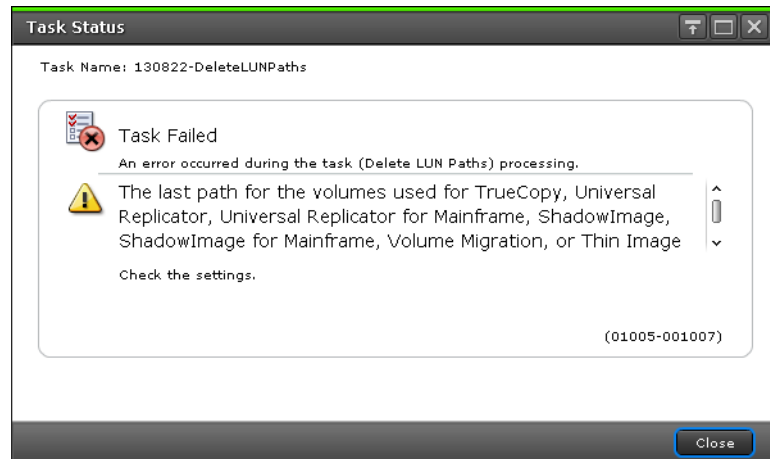 Task Status
Task Name: 130822-DeleteLUNPaths
Task Failed
An error occurred during the task (Delete LUN Paths) processing.
The last path for the volumes used for TrueCopy, Universal
Replicator, Universal Replicator for Mainframe, ShadowImage,
ShadowImage for Mainframe, Volume Migration, or Thin Image
Check the settings.
(01005-001007)
Close